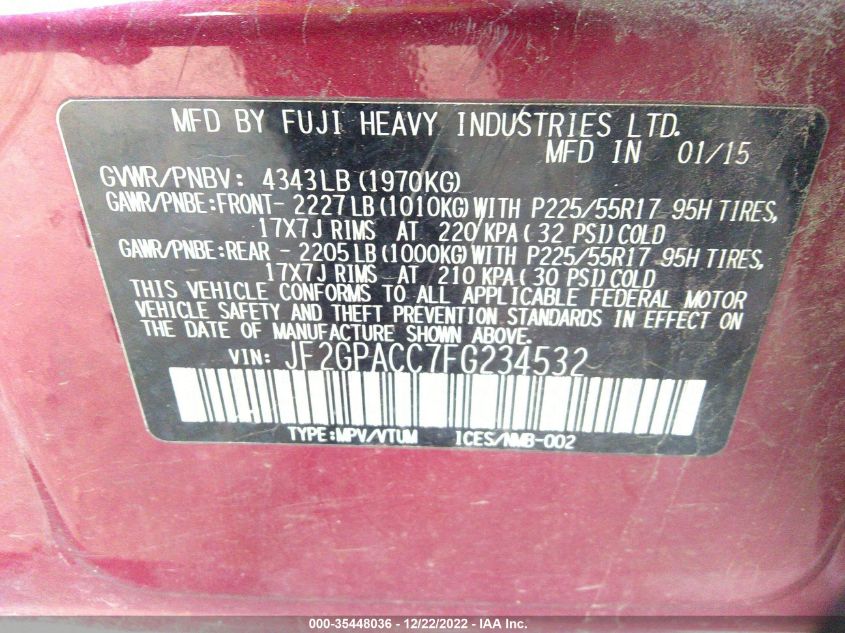 MFD BY FUJI HEAVY INDUSTRIES LTD.
MFD IN 01/15
GVWR/PNBV: 4343LB(1970KG)
GAWR/PNBE:FRONT- 2227LB(1010KG)WITH P225/55R17 95H TIRES,
17X7J RIMS AT 220 KPA(32 PSI)COLD
GAWR/PNBE:REAR - 2205LB(1000KG)WITH P225/55R17 95H TIRES,
17X7J RIMS AT 210 KPA(30 PSI)COLD
THIS VEHICLE CONFORMS TO ALL APPLICABLE FEDERAL MOTOR
VEHICLE SAFETY AND THEFT PREVENTION STANDARDS IN EFFECT ON
THE DATE OF MANUFACTURE SHOWN ABOVE.
VIN: JF2GPACC7FG234532
TYPE:MPV/VTUM ICES/NMB-002
000-35448036 - 12/22/2022 - IAA Inc.